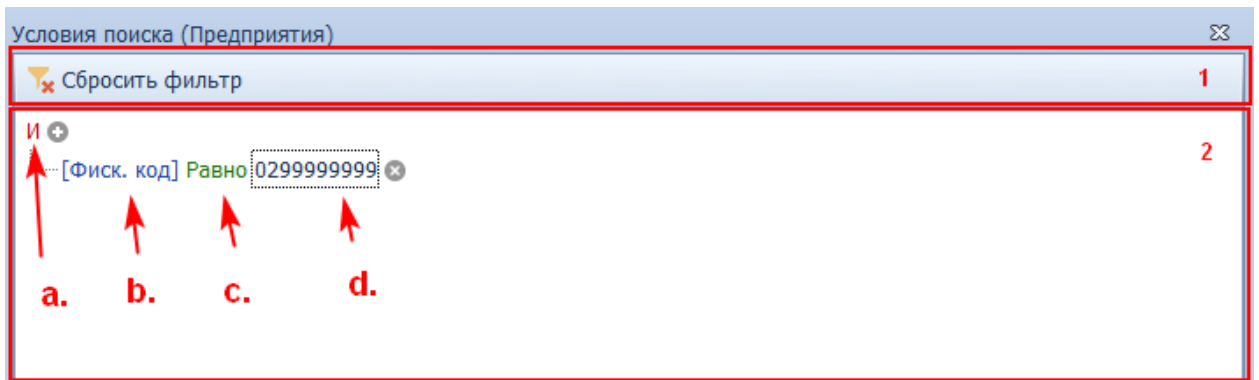 Условия поиска (Предприятия)
Сбросить фильтр 1
И
[Фиск. код] Равно 0299999999 2
a. b. c. d.